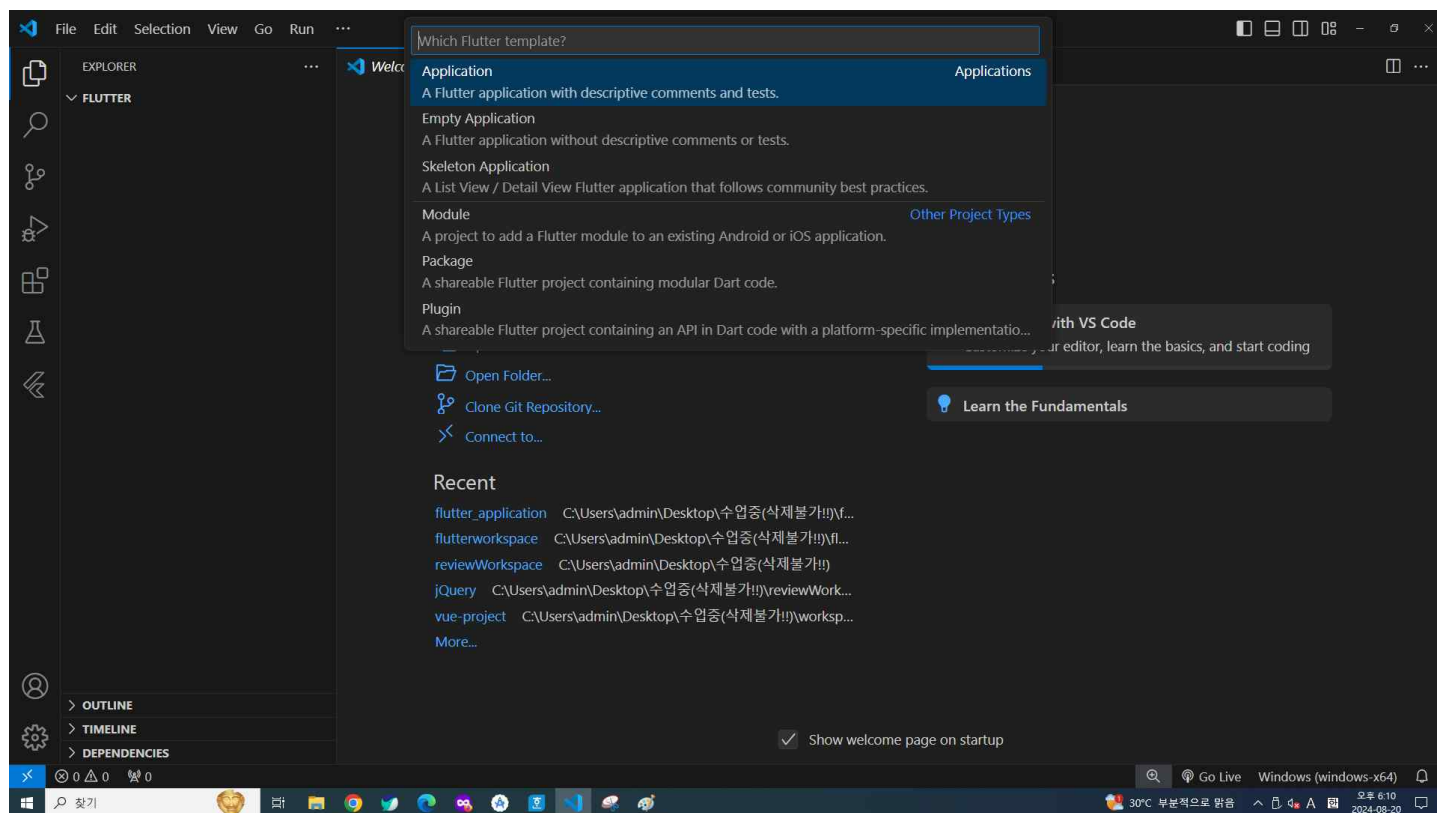 File Edit Selection View Go Run ···
Which Flutter template?
Application Applications
A Flutter application with descriptive comments and tests.
Empty Application
A Flutter application without descriptive comments or tests.
Skeleton Application
A List View / Detail View Flutter application that follows community best practices.
Module Other Project Types
A project to add a Flutter module to an existing Android or iOS application.
Package
A shareable Flutter project containing modular Dart code.
Plugin
A shareable Flutter project containing an API in Dart code with a platform-specific implementatio...
EXPLORER ···
FLUTTER
Welc
with VS Code
your editor, learn the basics, and start coding
Open Folder...
Clone Git Repository...
Connect to...
Learn the Fundamentals
Recent
flutter_application C:\Users\admin\Desktop\수업중(삭제불가!!)\f...
flutterworkspace C:\Users\admin\Desktop\수업중(삭제불가!!)\fl...
reviewWorkspace C:\Users\admin\Desktop\수업중(삭제불가!!)
jQuery C:\Users\admin\Desktop\수업중(삭제불가!!)\reviewWork...
vue-project C:\Users\admin\Desktop\수업중(삭제불가!!)\worksp...
More...
OUTLINE
TIMELINE
DEPENDENCIES
Show welcome page on startup
0 0 0
Go Live Windows (windows-x64)
찾기
30°C 부분적으로 맑음
A
오후 6:10
2024-08-20